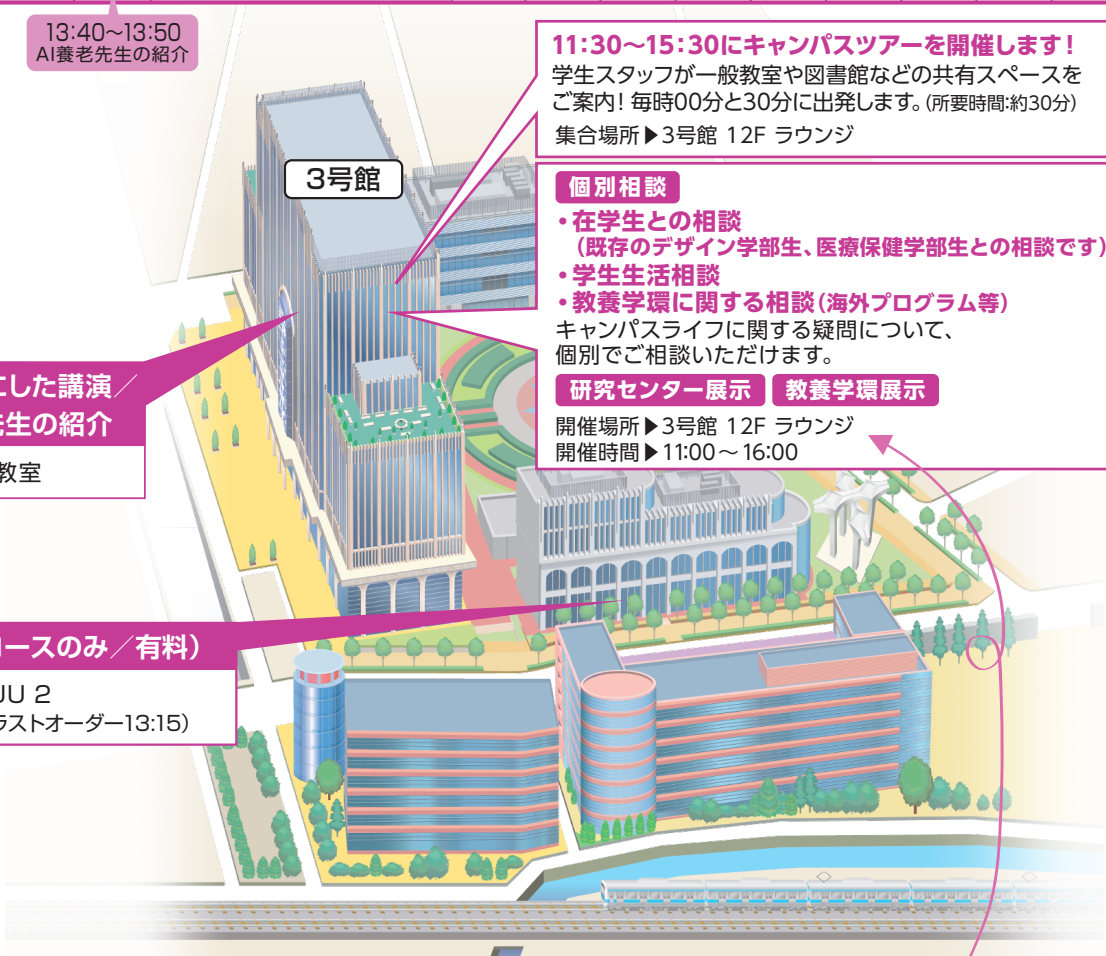 13:40~13:50
AI養老先生の紹介
11:30~15:30にキャンパスツアーを開催します!
学生スタッフが一般教室や図書館などの共有スペースを
ご案内! 毎時00分と30分に出発します。(所要時間:約30分)
集合場所▶3号館 12F ラウンジ
3号館
個別相談
・在学生との相談
(既存のデザイン学部生、医療保健学部生との相談です)
・学生生活相談
・教養学環に関する相談(海外プログラム等)
キャンパスライフに関する疑問について、
個別でご相談いただけます。
研究センター展示 教養学環展示
開催場所▶3号館 12F ラウンジ
開催時間▶11:00~16:00
にした講演/
先生の紹介
教室
コースのみ/有料)
UU 2
ラストオーダー13:15)